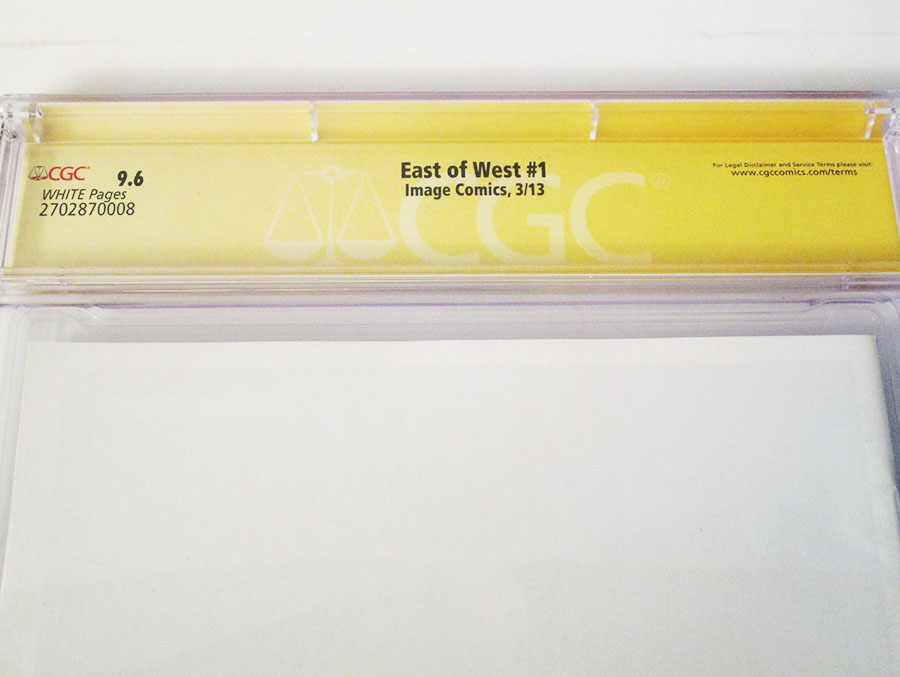 CGC 9.6
WHITE Pages
2702870008
East of West #1
Image Comics, 3/13
For Legal Disclaimer and Service Terms please visit:
www.cgccomics.com/terms
CGC®